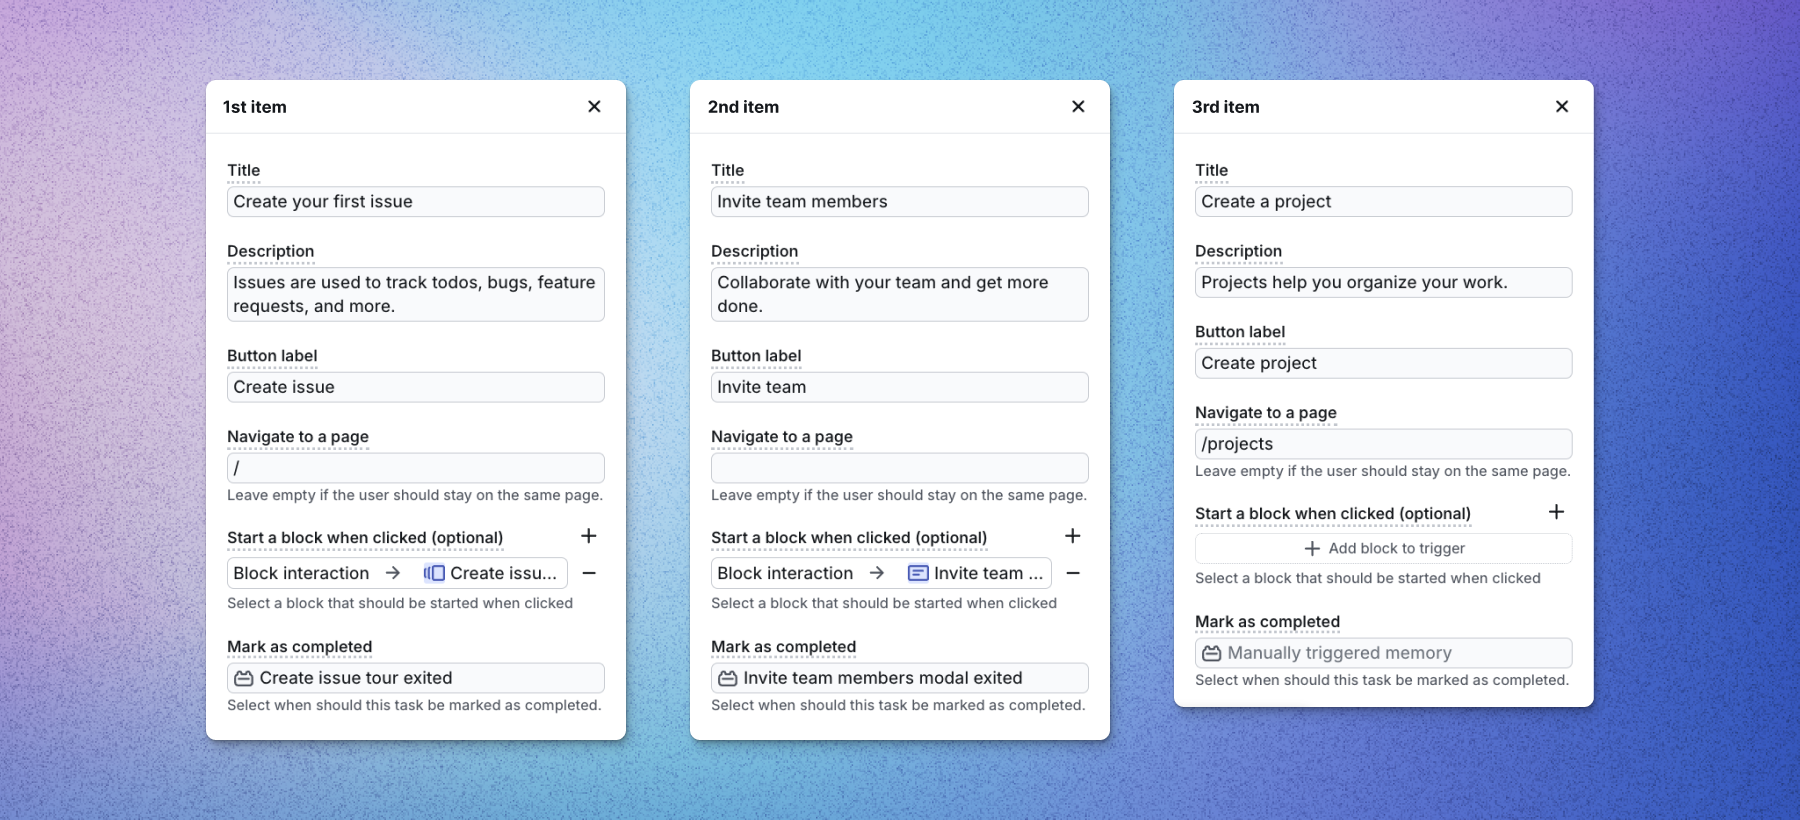 1st item
Title
Create your first issue
Description
Issues are used to track todos, bugs, feature
requests, and more.
Button label
Create issue
Navigate to a page
/
Leave empty if the user should stay on the same page.
Start a block when clicked (optional)
Block interaction → Create issu...
Select a block that should be started when clicked
Mark as completed
Create issue tour exited
Select when should this task be marked as completed.
2nd item
Title
Invite team members
Description
Collaborate with your team and get more
done.
Button label
Invite team
Navigate to a page
Leave empty if the user should stay on the same page.
Start a block when clicked (optional)
Block interaction → Invite team ...
Select a block that should be started when clicked
Mark as completed
Invite team members modal exited
Select when should this task be marked as completed.
3rd item
Title
Create a project
Description
Projects help you organize your work.
Button label
Create project
Navigate to a page
/projects
Leave empty if the user should stay on the same page.
Start a block when clicked (optional)
Add block to trigger
Select a block that should be started when clicked
Mark as completed
Manually triggered memory
Select when should this task be marked as completed.